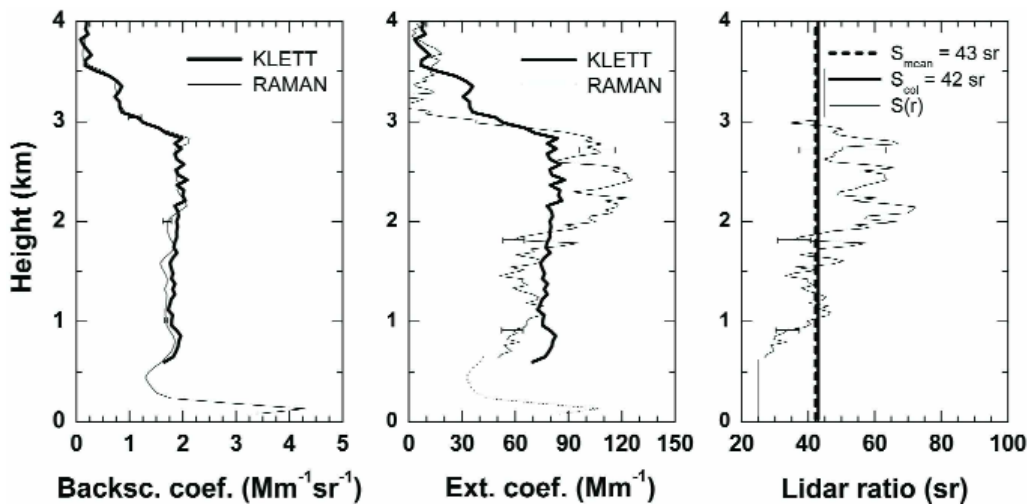 Height (km)
4
3
2
1
0
KLETT
RAMAN
0 1 2 3 4 5
Backsc. coef. (Mm⁻¹sr⁻¹)
4
3
2
1
0
KLETT
RAMAN
0 30 60 90 120 150
Ext. coef. (Mm⁻¹)
4
3
2
1
0
S_mean = 43 sr
S_col = 42 sr
S(r)
20 40 60 80 100
Lidar ratio (sr)